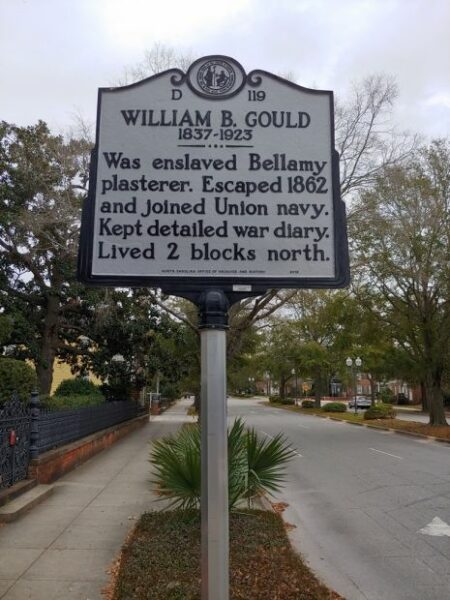 D 119
WILLIAM B. GOULD
1837-1923
Was enslaved Bellamy
plasterer. Escaped 1862
and joined Union navy.
Kept detailed war diary.
Lived 2 blocks north.
NORTH CAROLINA OFFICE OF ARCHIVES AND HISTORY